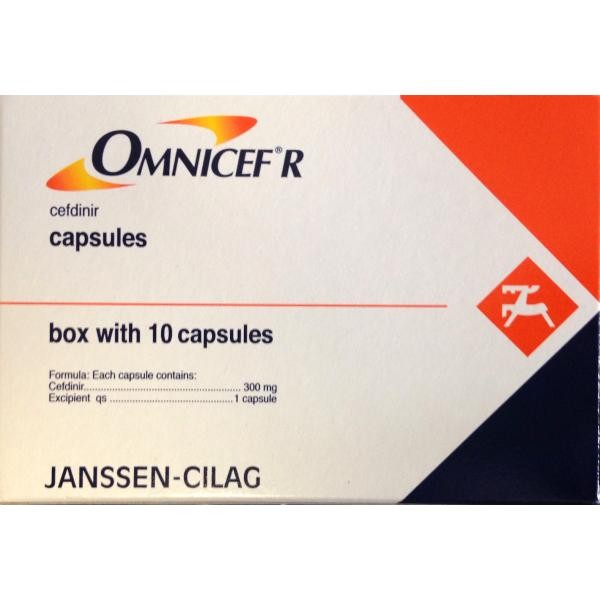 OMNICEF® R
cefdinir
capsules
box with 10 capsules
Formula: Each capsule contains:
Cefdinir........................................................ 300 mg
Excipient qs ............................................1 capsule
JANSSEN-CILAG